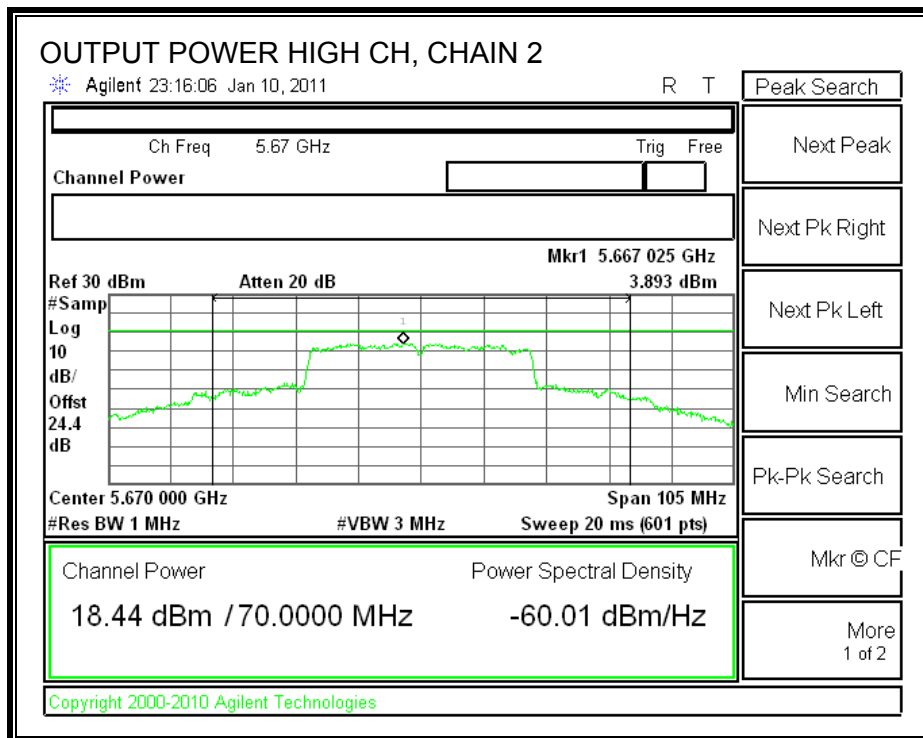 OUTPUT POWER HIGH CH, CHAIN 2
Agilent 23:16:06 Jan 10, 2011 R T
Peak Search
Ch Freq 5.67 GHz Trig Free
Channel Power
Mkr1 5.667 025 GHz
Ref 30 dBm Atten 20 dB 3.893 dBm
#Samp
Log
10
dB/
Offst
24.4
dB
1
Center 5.670 000 GHz Span 105 MHz
#Res BW 1 MHz #VBW 3 MHz Sweep 20 ms (601 pts)
Channel Power Power Spectral Density
18.44 dBm / 70.0000 MHz -60.01 dBm/Hz
Next Peak
Next Pk Right
Next Pk Left
Min Search
Pk-Pk Search
Mkr © CF
More
1 of 2
Copyright 2000-2010 Agilent Technologies